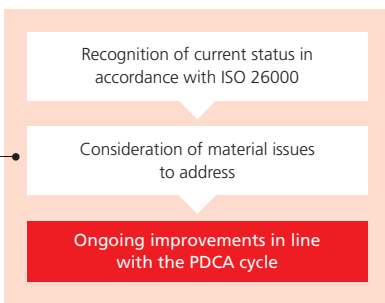 Recognition of current status in
accordance with ISO 26000
Consideration of material issues
to address
Ongoing improvements in line
with the PDCA cycle